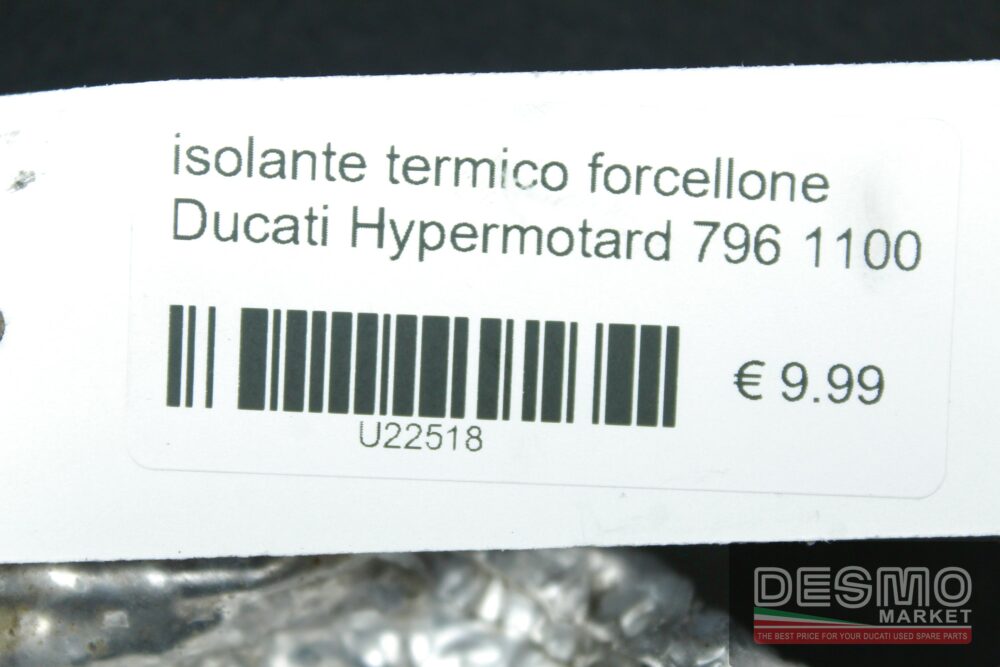 isolante termico forcellone
Ducati Hypermotard 796 1100
€ 9.99
U22518
DESMO
MARKET
THE BEST PRICE FOR YOUR DUCATI USED SPARE PARTS